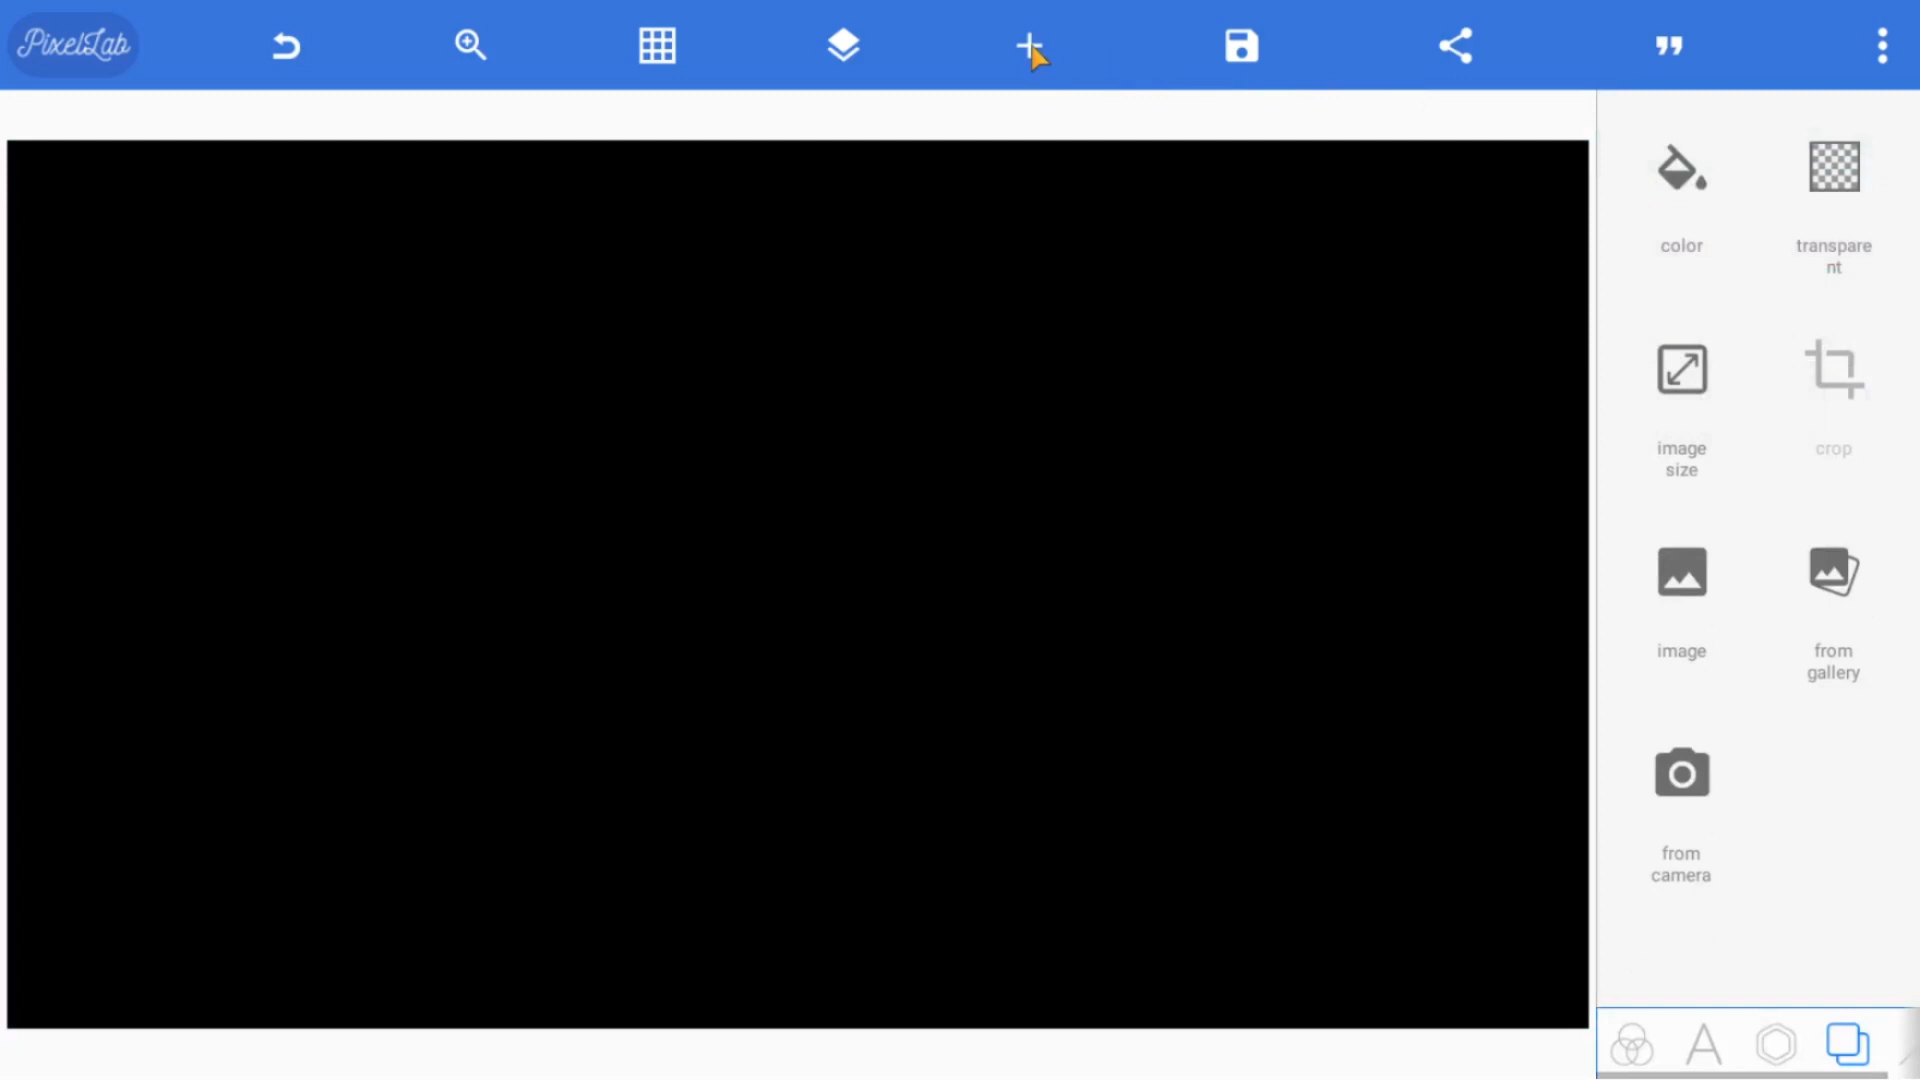 PixelLab
color
transpare
nt
image
size
crop
image
from
gallery
from
camera